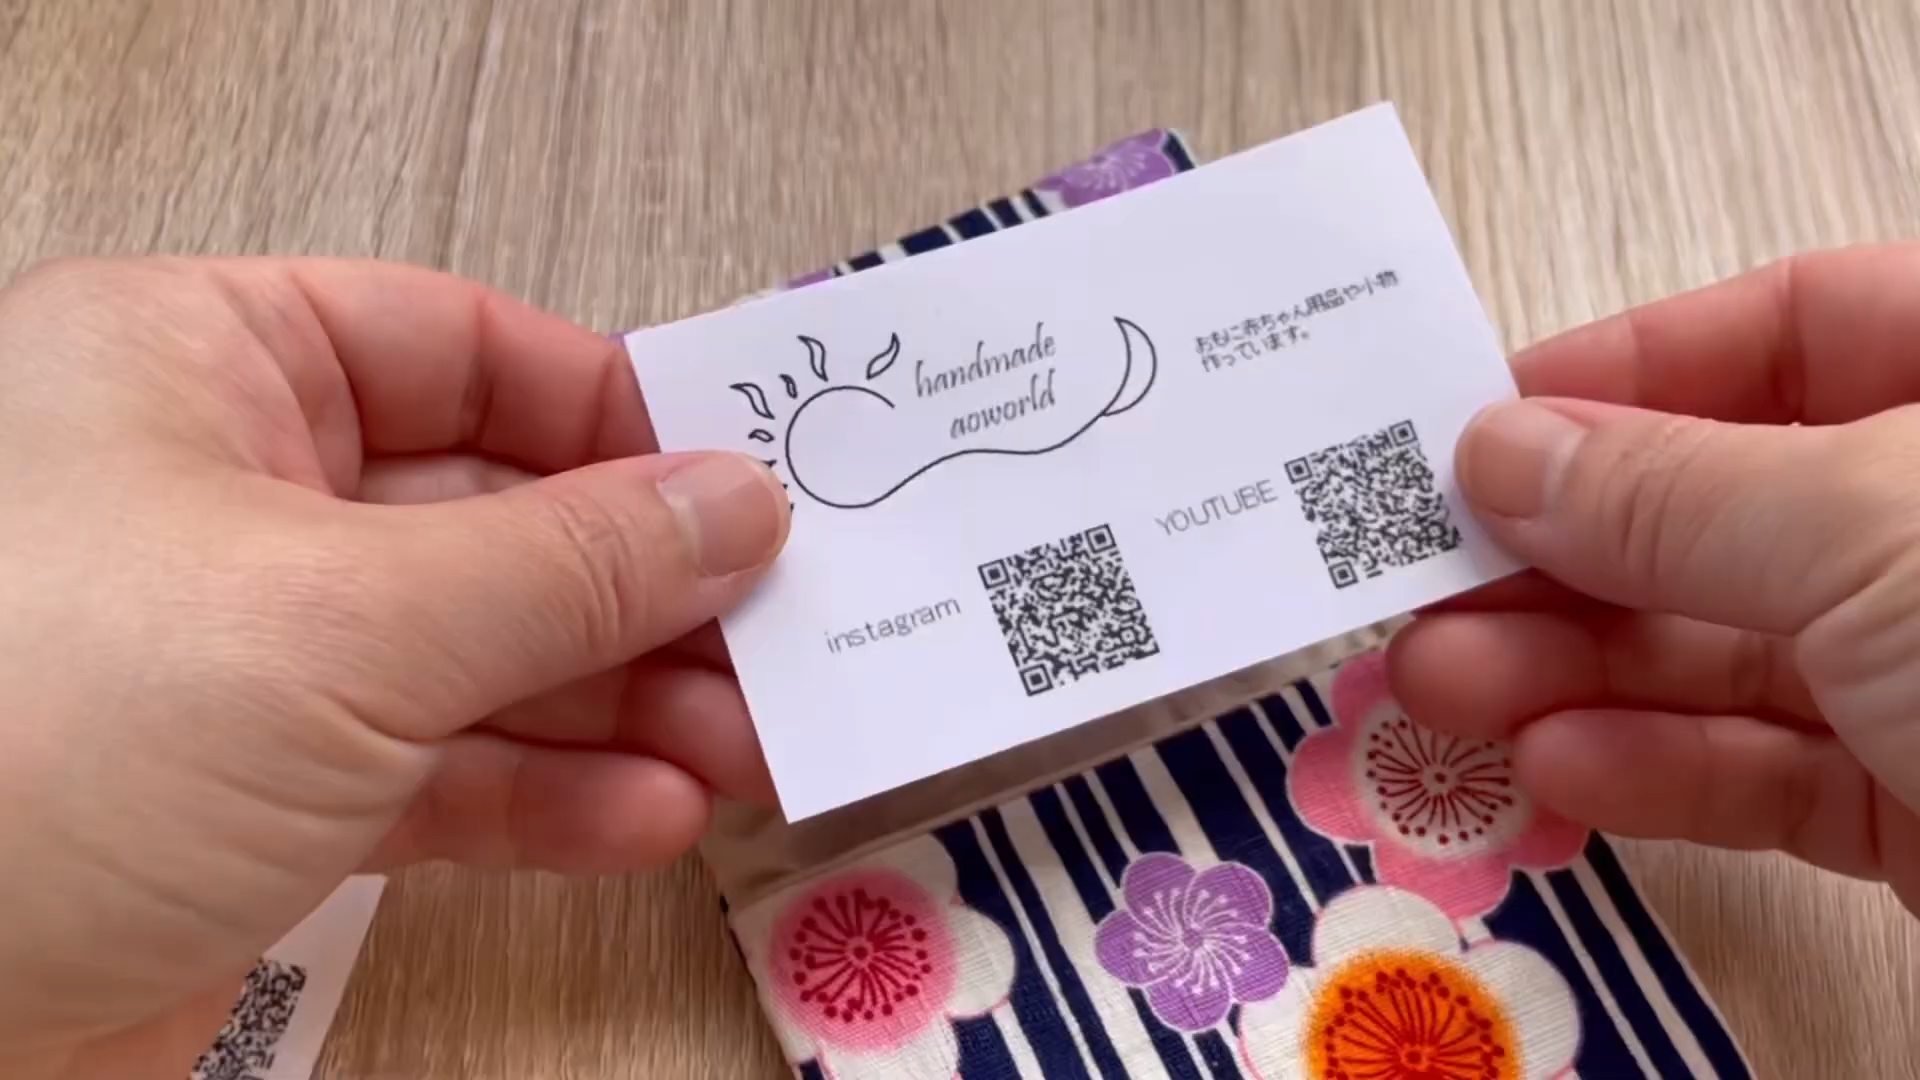 handmade
aoworld
おもに赤ちゃん用品や小物
作っています。
instagram
YOUTUBE